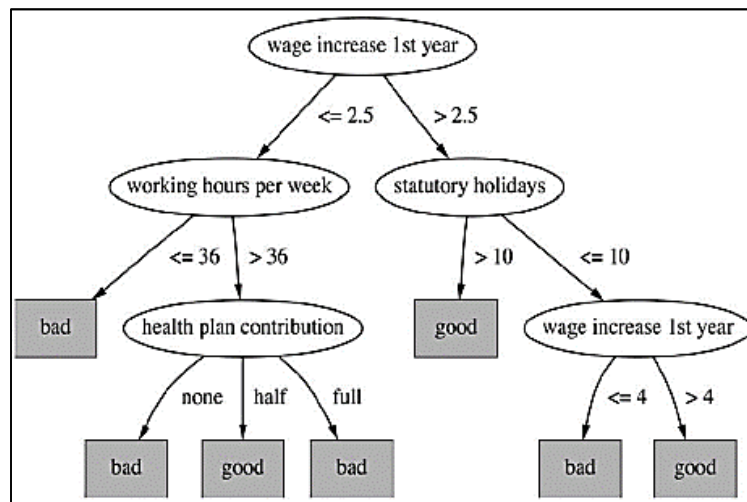 wage increase 1st year
<= 2.5
> 2.5
working hours per week
statutory holidays
<= 36
> 36
> 10
<= 10
bad
health plan contribution
good
wage increase 1st year
none
half
full
<= 4
> 4
bad
good
bad
bad
good